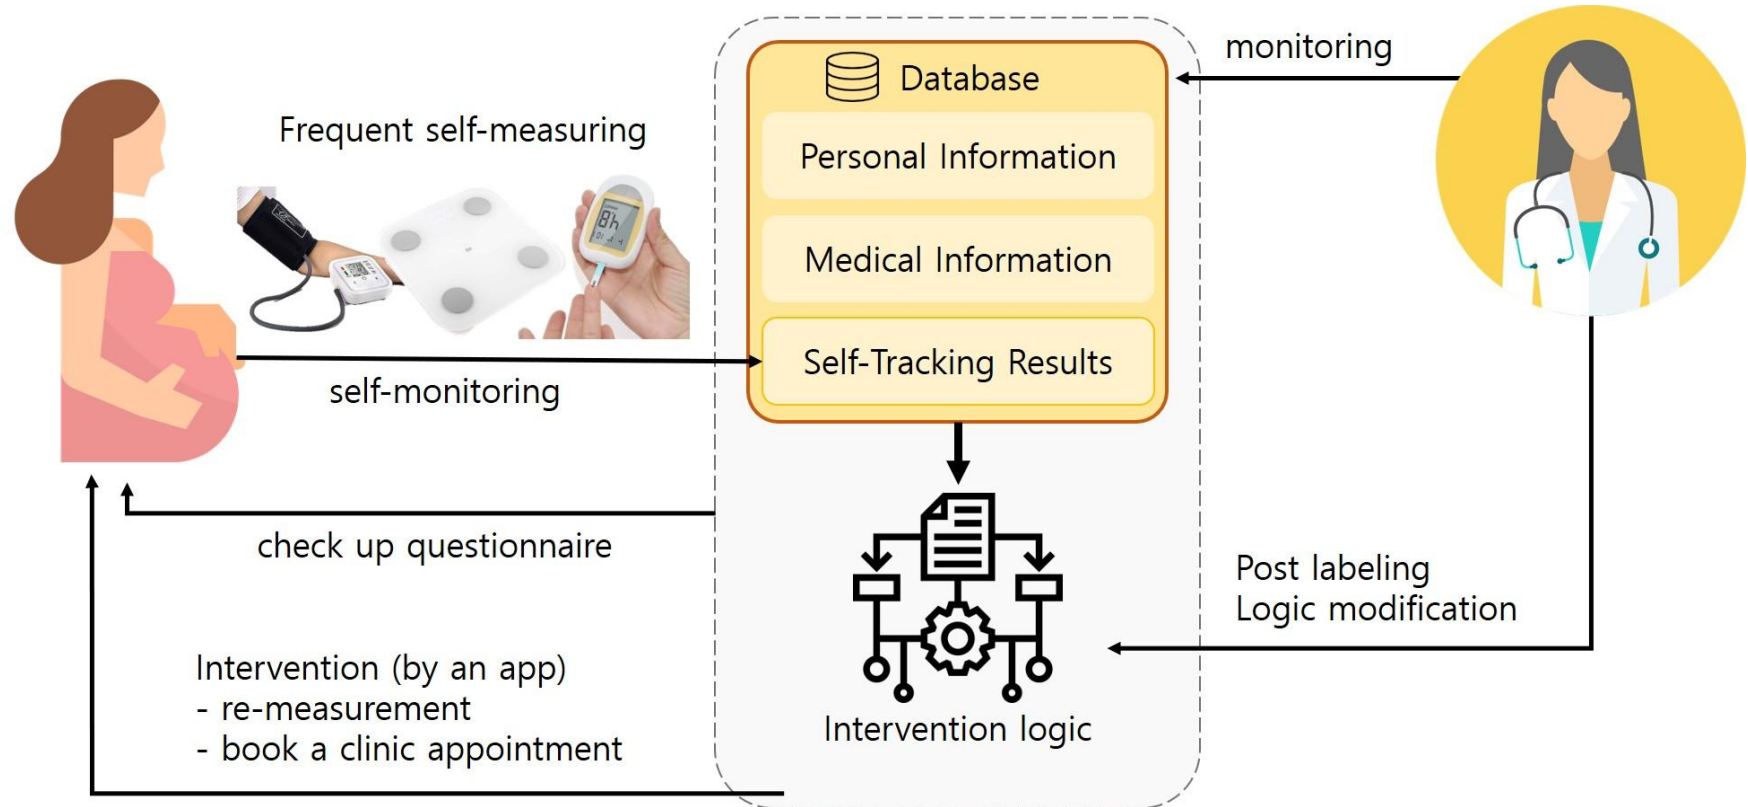 monitoring
Database
Frequent self-measuring
Personal Information
Medical Information
Self-Tracking Results
self-monitoring
check up questionnaire
Post labeling
Logic modification
Intervention (by an app)
- re-measurement
- book a clinic appointment
Intervention logic